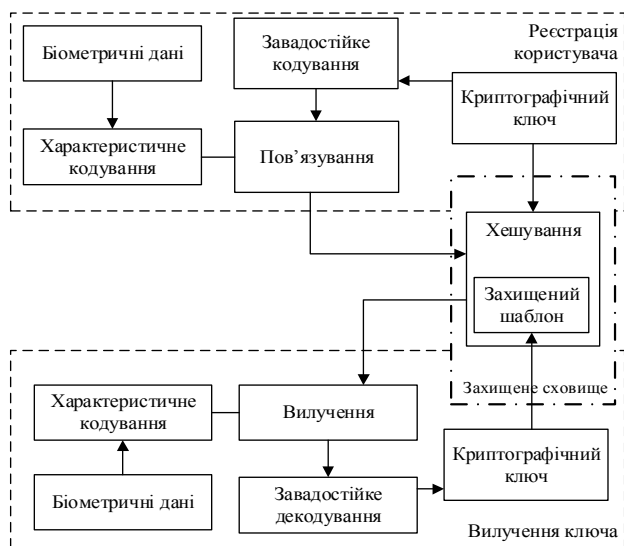 Біометричні дані
Завадостійке
кодування
Реєстрація
користувача
Криптографічний
ключ
Характеристичне
кодування
Пов’язування
Хешування
Захищений
шаблон
Захищене сховище
Характеристичне
кодування
Вилучення
Криптографічний
ключ
Біометричні дані
Завадостійке
декодування
Вилучення ключа